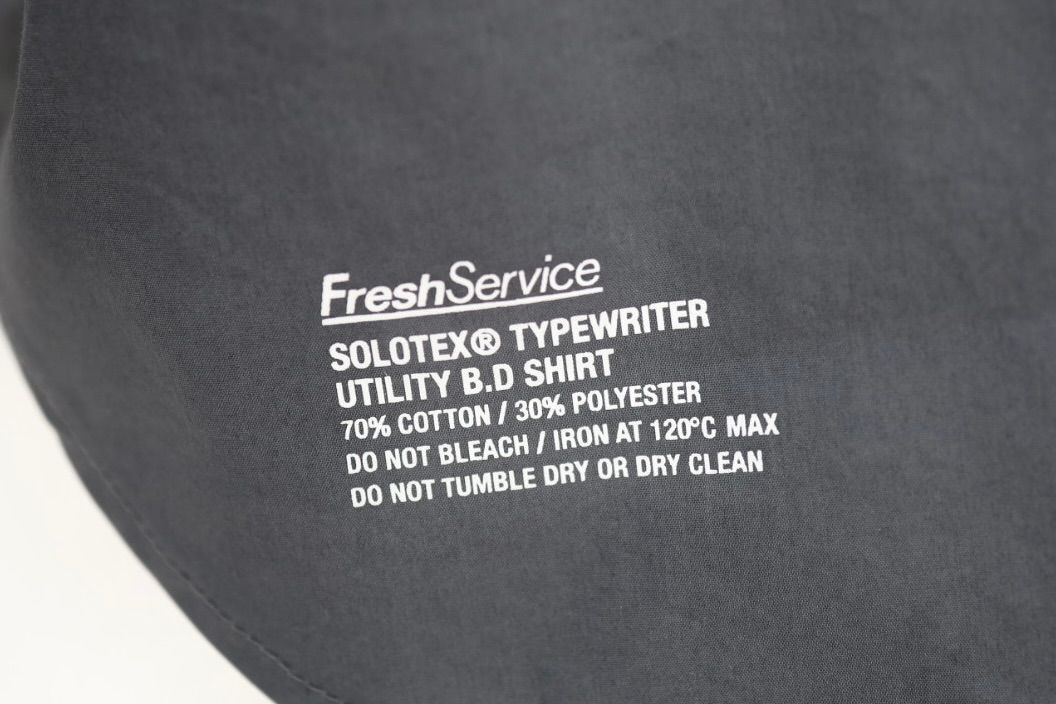 FreshService
SOLOTEX® TYPEWRITER
UTILITY B.D SHIRT
70% COTTON / 30% POLYESTER
DO NOT BLEACH / IRON AT 120°C MAX
DO NOT TUMBLE DRY OR DRY CLEAN